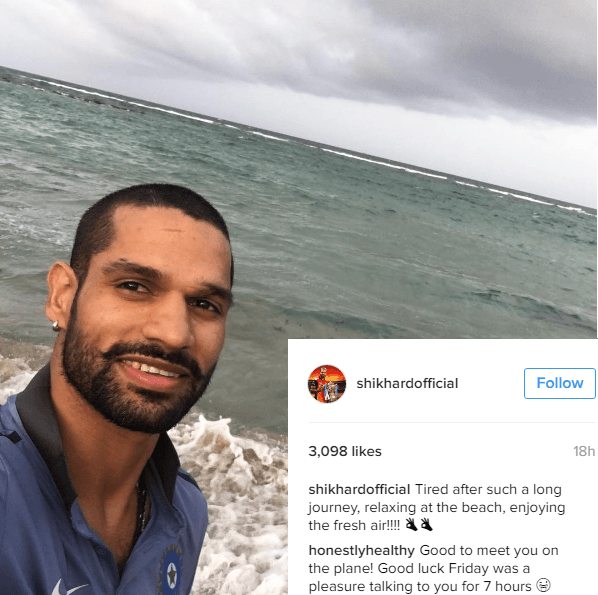 shikhardofficial
Follow
3,098 likes
18h
shikhardofficial Tired after such a long
journey, relaxing at the beach, enjoying
the fresh air!!!! 👌👌
honestlyhealthy Good to meet you on
the plane! Good luck Friday was a
pleasure talking to you for 7 hours 😄